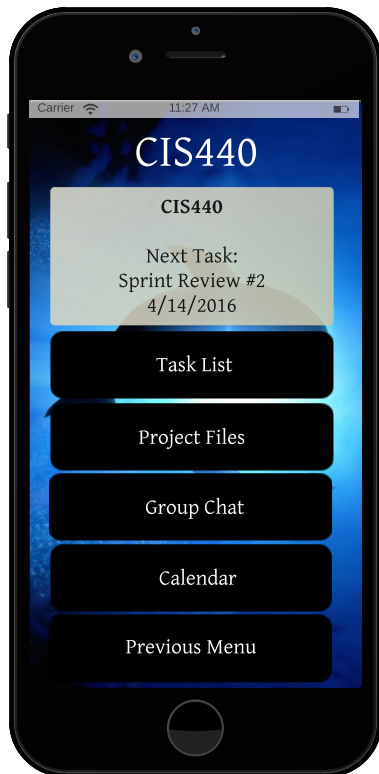 Carrier 11:27 AM
CIS440
CIS440
Next Task:
Sprint Review #2
4/14/2016
Task List
Project Files
Group Chat
Calendar
Previous Menu